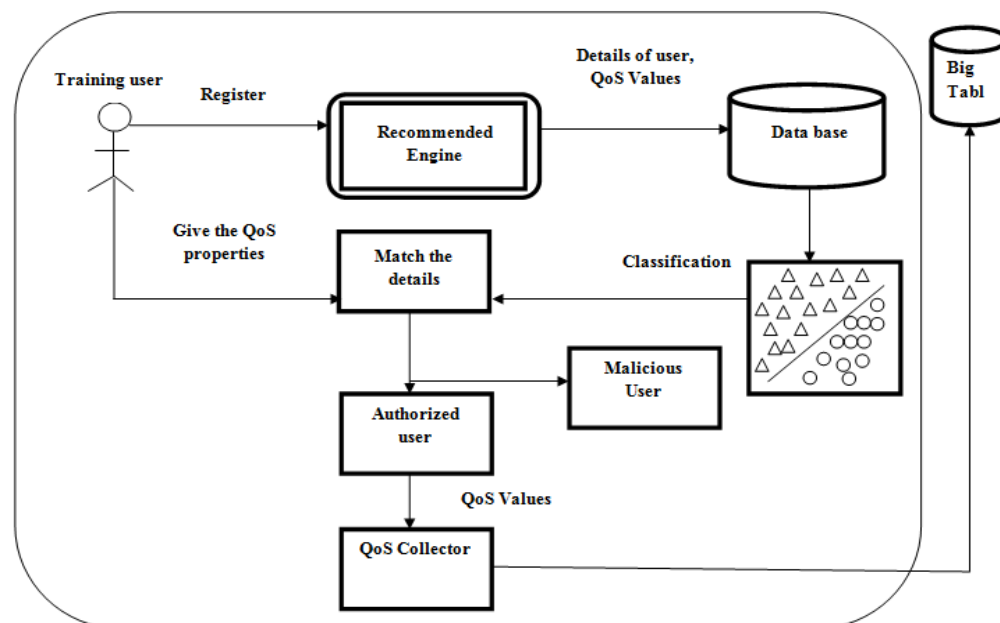 Training user
Register
Recommended
Engine
Details of user,
QoS Values
Data base
Big
Tabl
Give the QoS
properties
Match the
details
Classification
Malicious
User
Authorized
user
QoS Values
QoS Collector